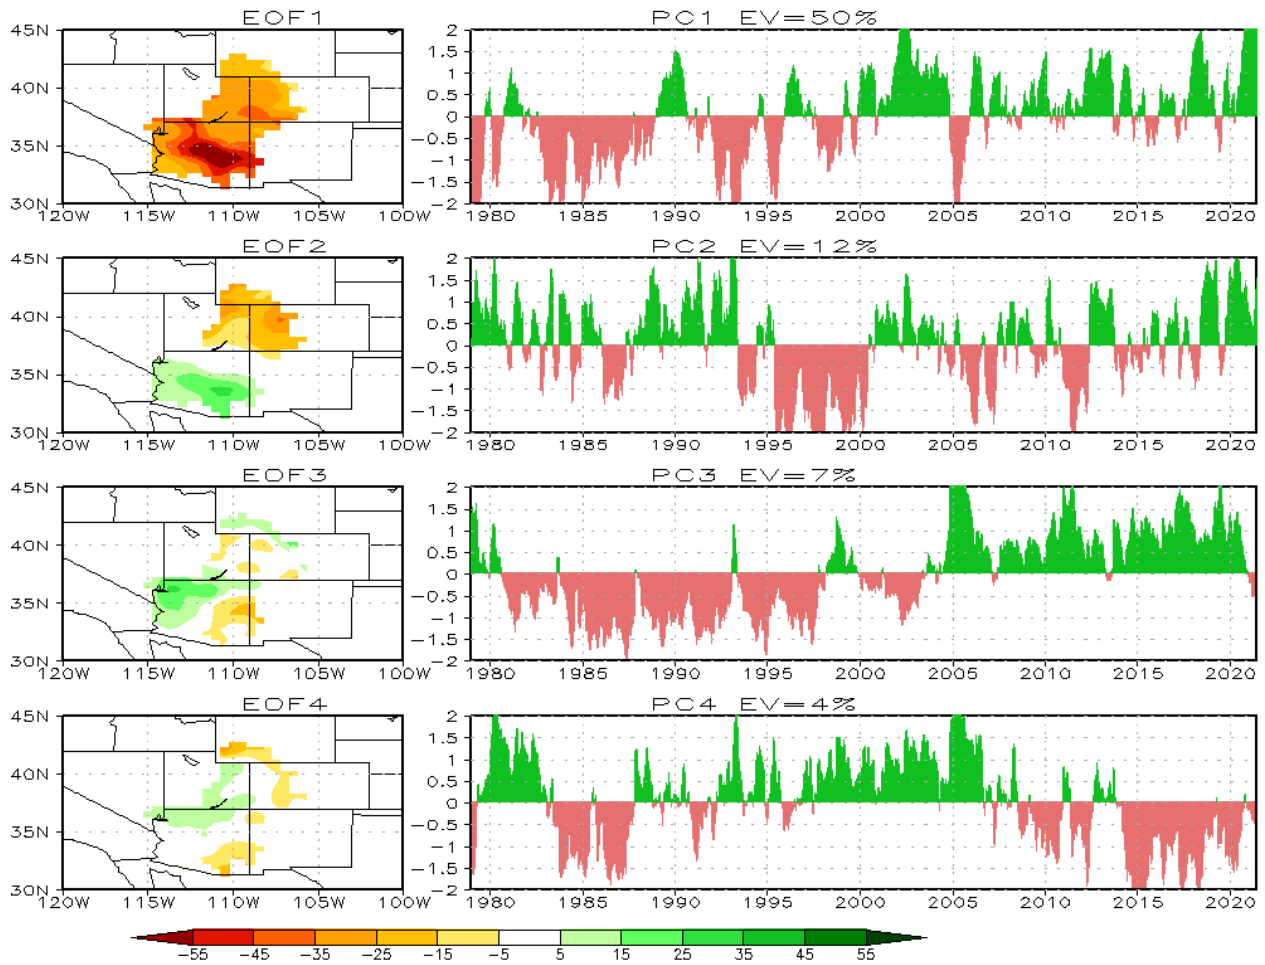 EOF1 PC1 EV=50%
45N 2
1.5
40N 1
0.5
0
35N -0.5
-1
-1.5
30N -2
120W 115W 110W 105W 100W 1980 1985 1990 1995 2000 2005 2010 2015 2020
EOF2 PC2 EV=12%
45N 2
1.5
40N 1
0.5
0
35N -0.5
-1
-1.5
30N -2
120W 115W 110W 105W 100W 1980 1985 1990 1995 2000 2005 2010 2015 2020
EOF3 PC3 EV=7%
45N 2
1.5
40N 1
0.5
0
35N -0.5
-1
-1.5
30N -2
120W 115W 110W 105W 100W 1980 1985 1990 1995 2000 2005 2010 2015 2020
EOF4 PC4 EV=4%
45N 2
1.5
40N 1
0.5
0
35N -0.5
-1
-1.5
30N -2
120W 115W 110W 105W 100W 1980 1985 1990 1995 2000 2005 2010 2015 2020
-55 -45 -35 -25 -15 -5 5 15 25 35 45 55